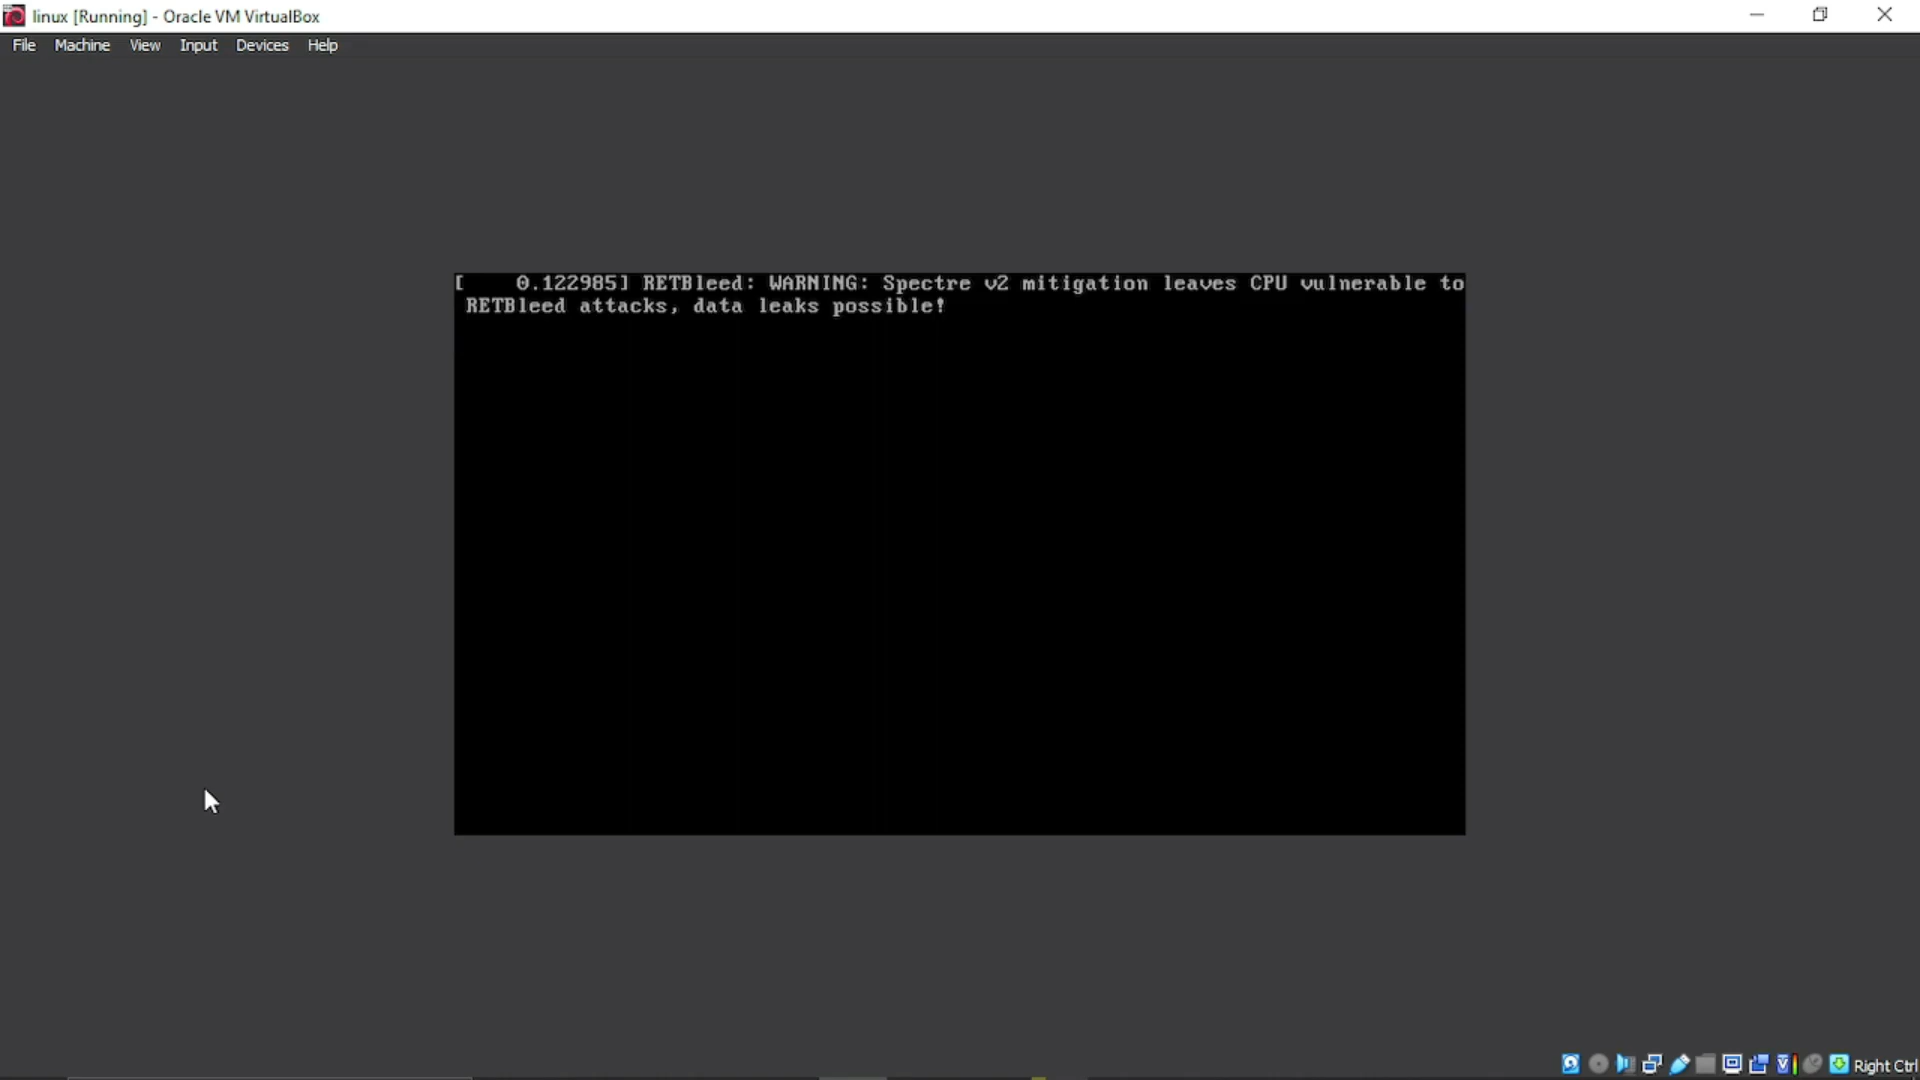 linux [Running] - Oracle VM VirtualBox
File Machine View Input Devices Help
[    0.122985] RETBleed: WARNING: Spectre v2 mitigation leaves CPU vulnerable to
RETBleed attacks, data leaks possible!
Right Ctrl